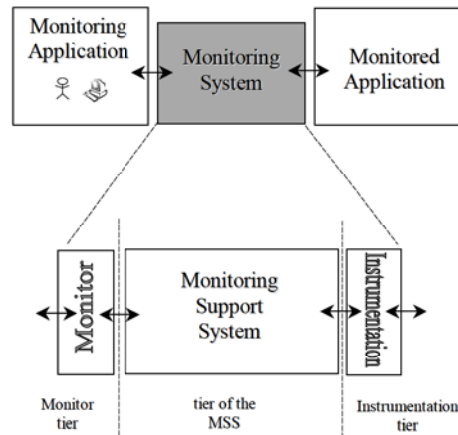 Monitoring
Application
Monitoring
System
Monitored
Application
Monitor
Monitoring
Support
System
Instrumentation
Monitor
tier
tier of the
MSS
Instrumentation
tier